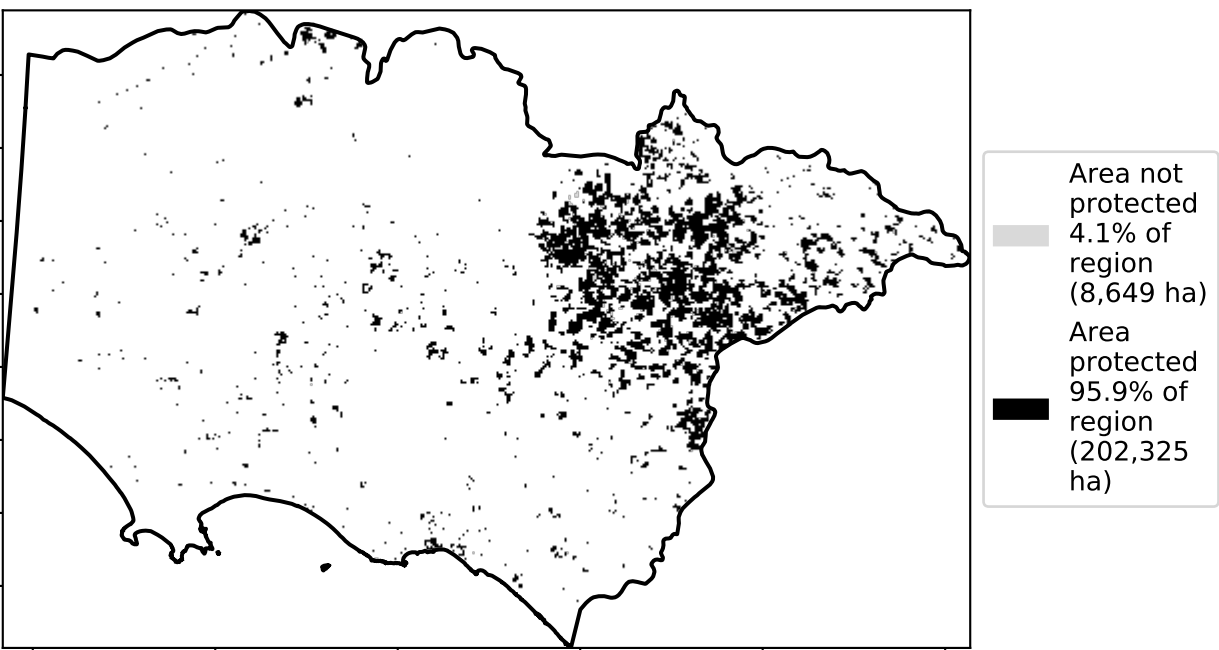 Area not
protected
4.1% of
region
(8,649 ha)
Area
protected
95.9% of
region
(202,325
ha)